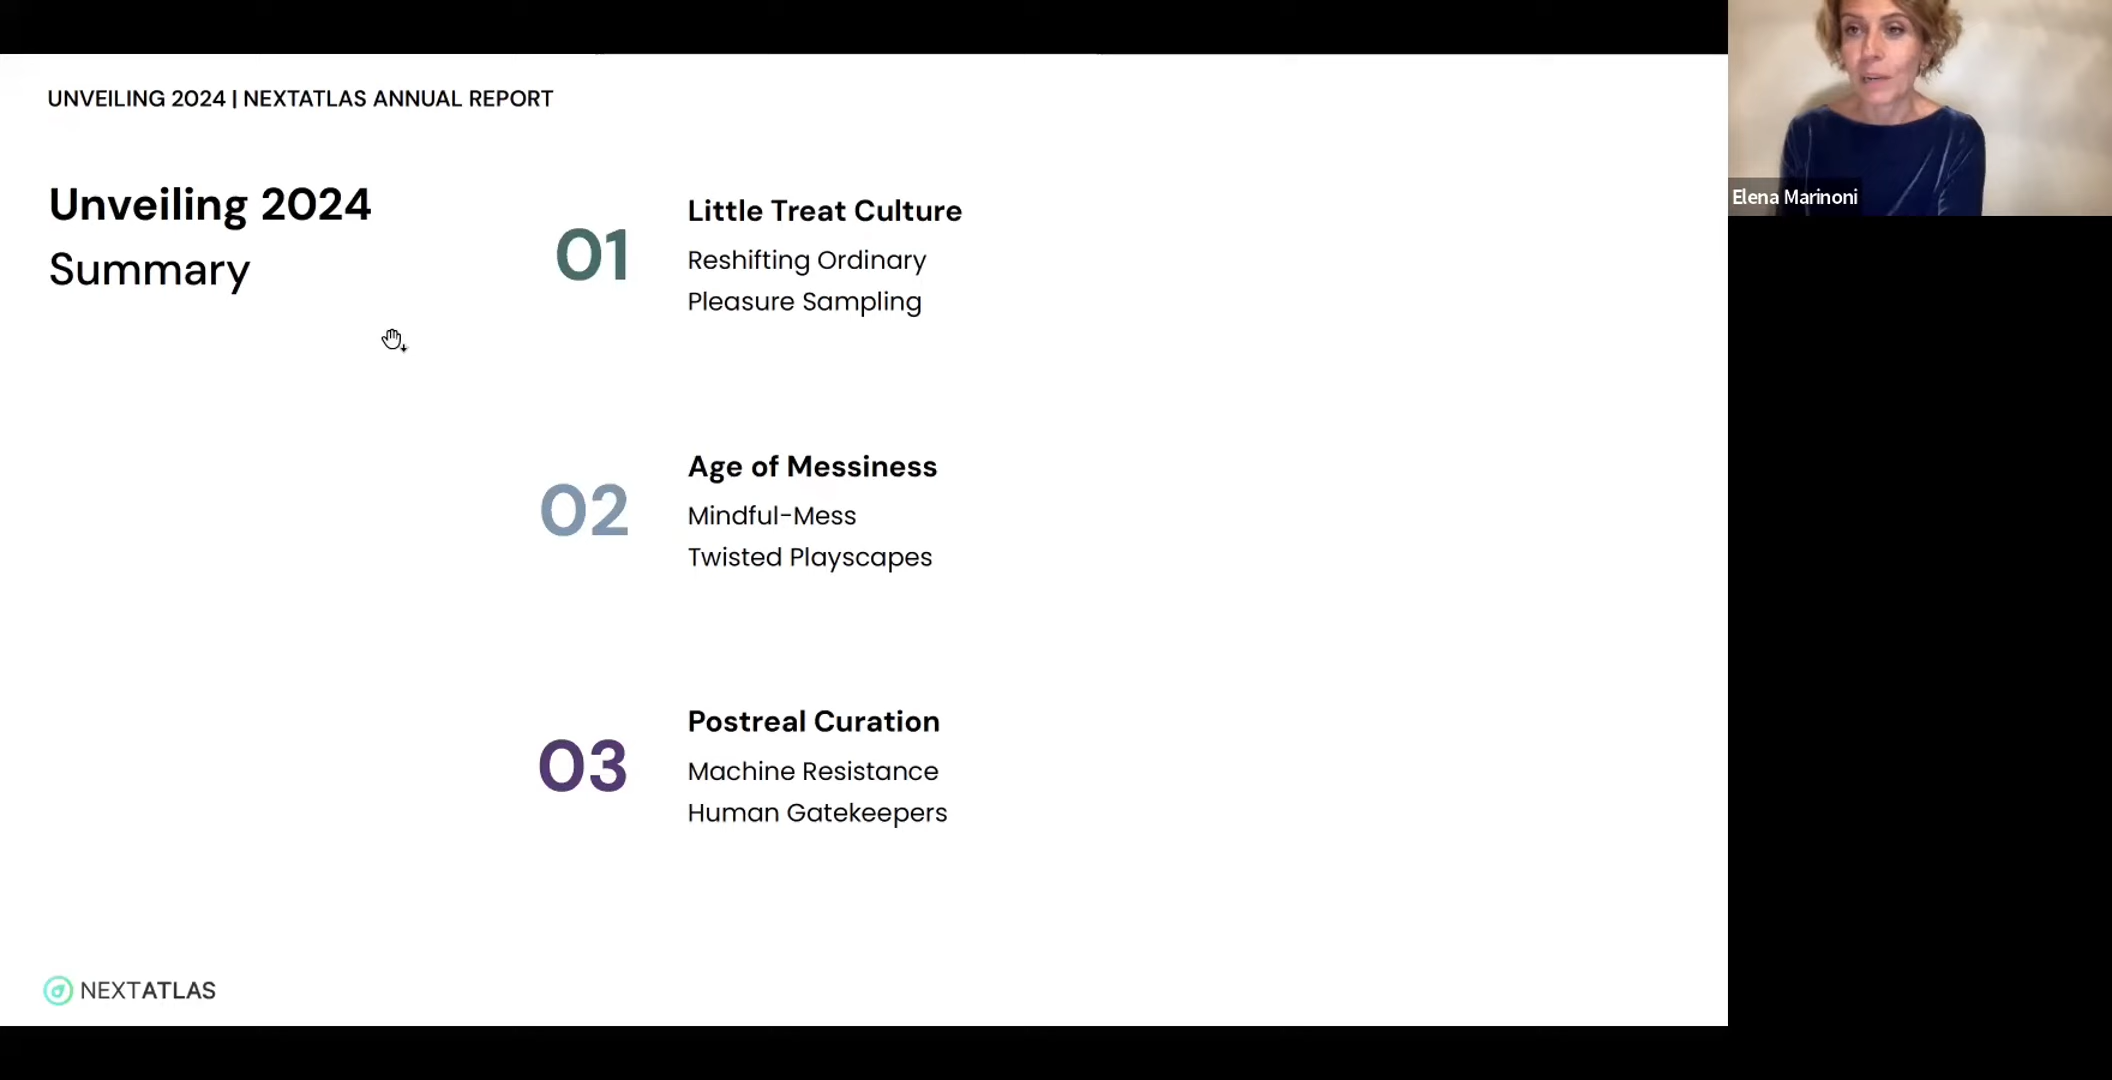 UNVEILING 2024 | NEXTATLAS ANNUAL REPORT
Unveiling 2024
Summary
01
Little Treat Culture
Reshifting Ordinary
Pleasure Sampling
02
Age of Messiness
Mindful-Mess
Twisted Playscapes
03
Postreal Curation
Machine Resistance
Human Gatekeepers
NEXTATLAS
Elena Marinoni